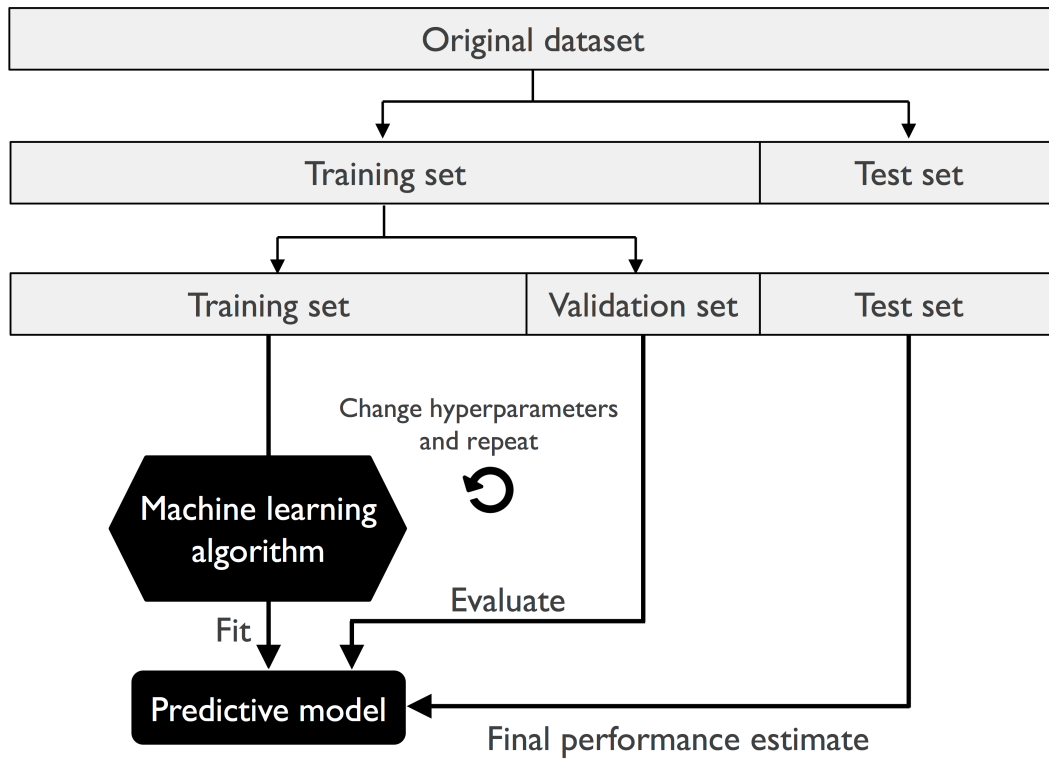 Original dataset
Training set
Test set
Training set
Validation set
Test set
Change hyperparameters
and repeat
Machine learning
algorithm
Evaluate
Fit
Predictive model
Final performance estimate